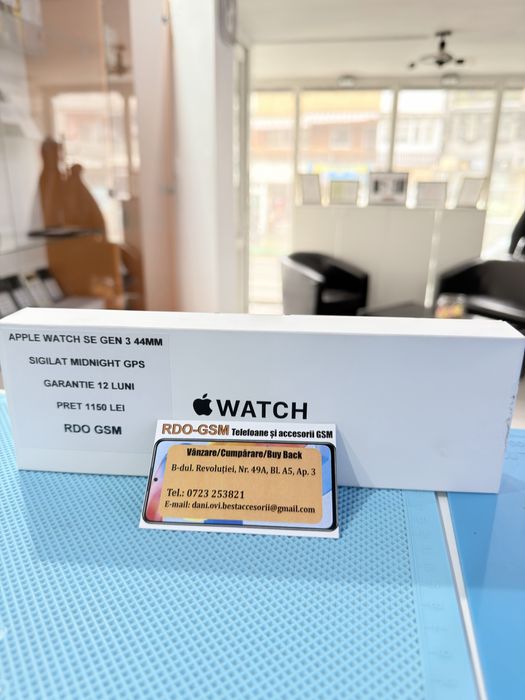 APPLE WATCH SE GEN 3 44MM
SIGILAT MIDNIGHT GPS
GARANTIE 12 LUNI
PRET 1150 LEI
RDO GSM
WATCH
RDO-GSM Telefoane și accesorii GSM
Vânzare/Cumpărare/Buy Back
B-dul. Revoluției, Nr. 49A, Bl. A5, Ap. 3
Tel.: 0723 253821
E-mail: dani.ovi.bestaccesorii@gmail.com